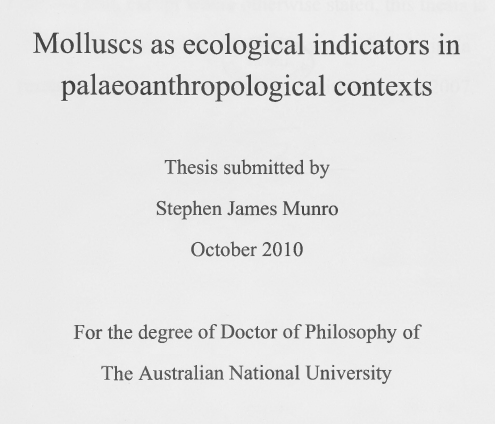 Molluscs as ecological indicators in
palaeoanthropological contexts
Thesis submitted by
Stephen James Munro
October 2010
For the degree of Doctor of Philosophy of
The Australian National University